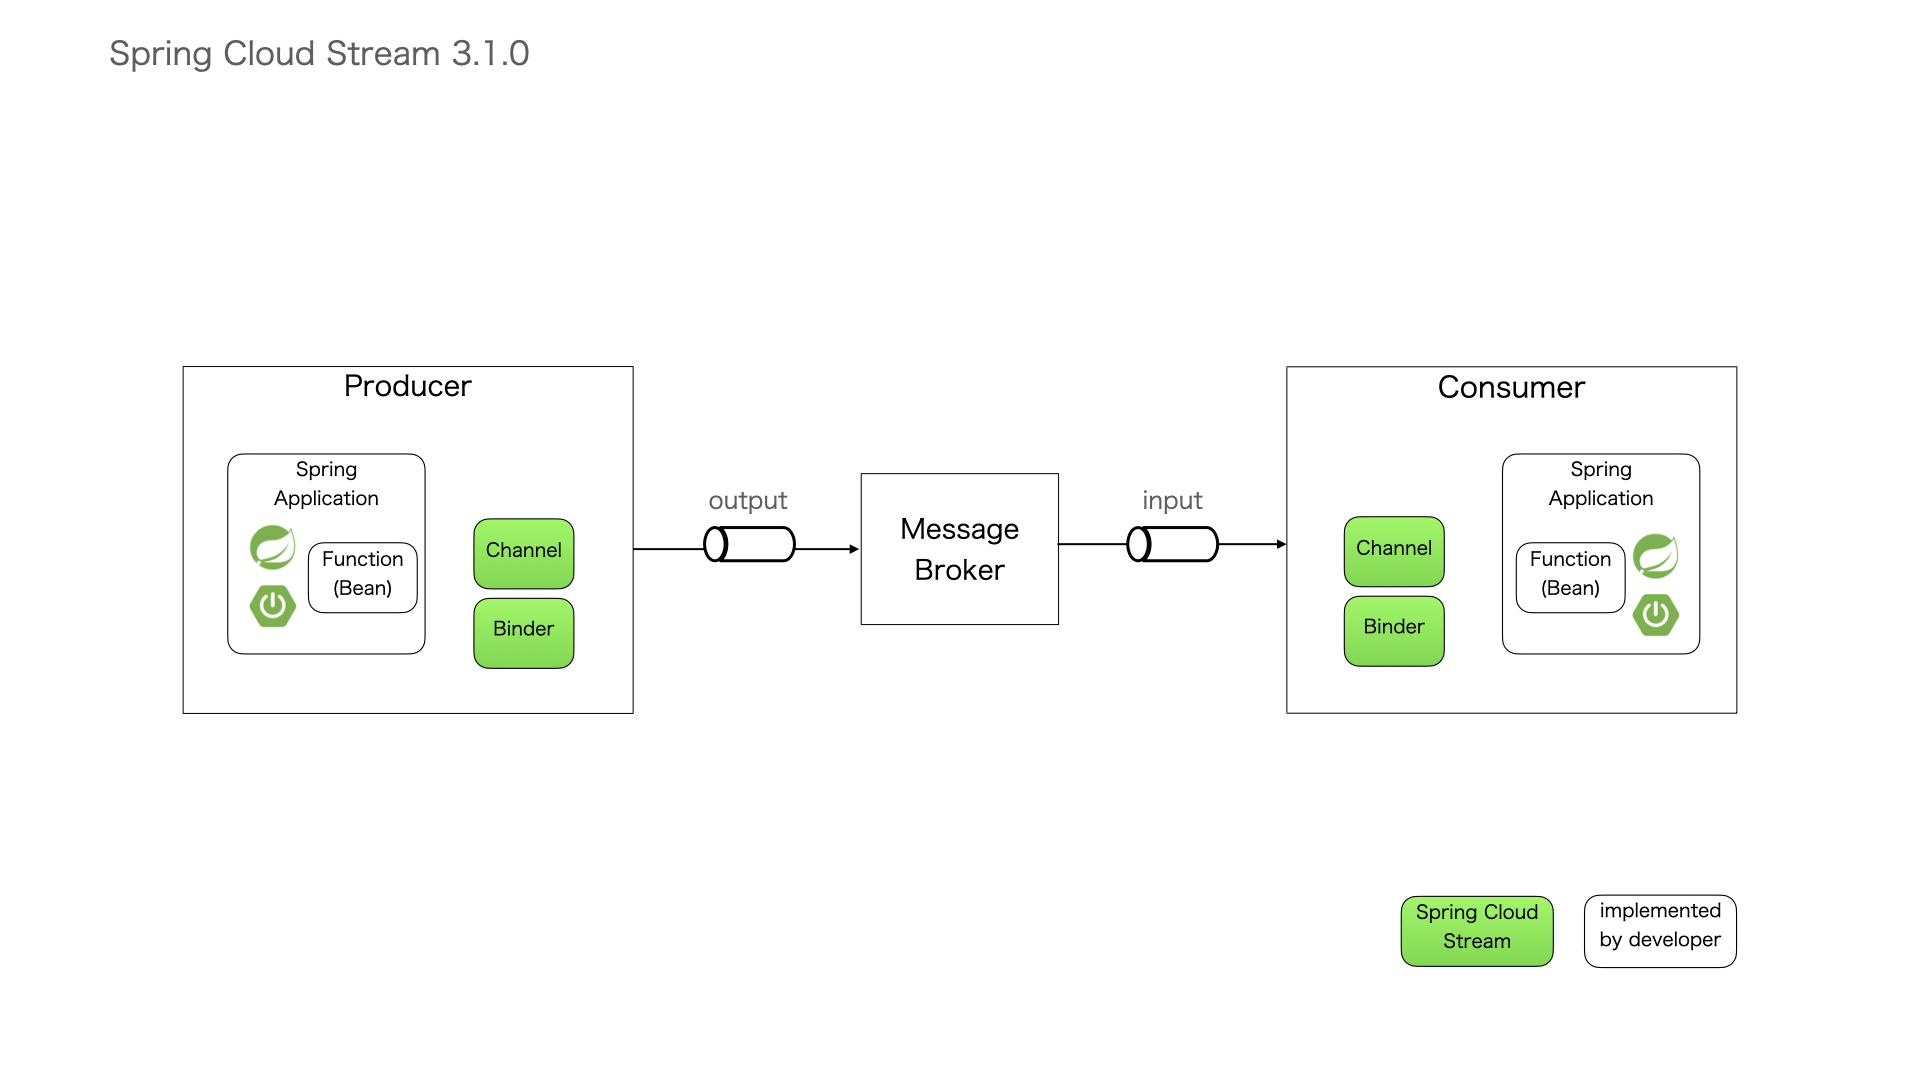 Spring Cloud Stream 3.1.0
Producer
Spring
Application
Function
(Bean)
Channel
Binder
output
Message
Broker
input
Consumer
Channel
Binder
Spring
Application
Function
(Bean)
Spring Cloud
Stream
implemented
by developer